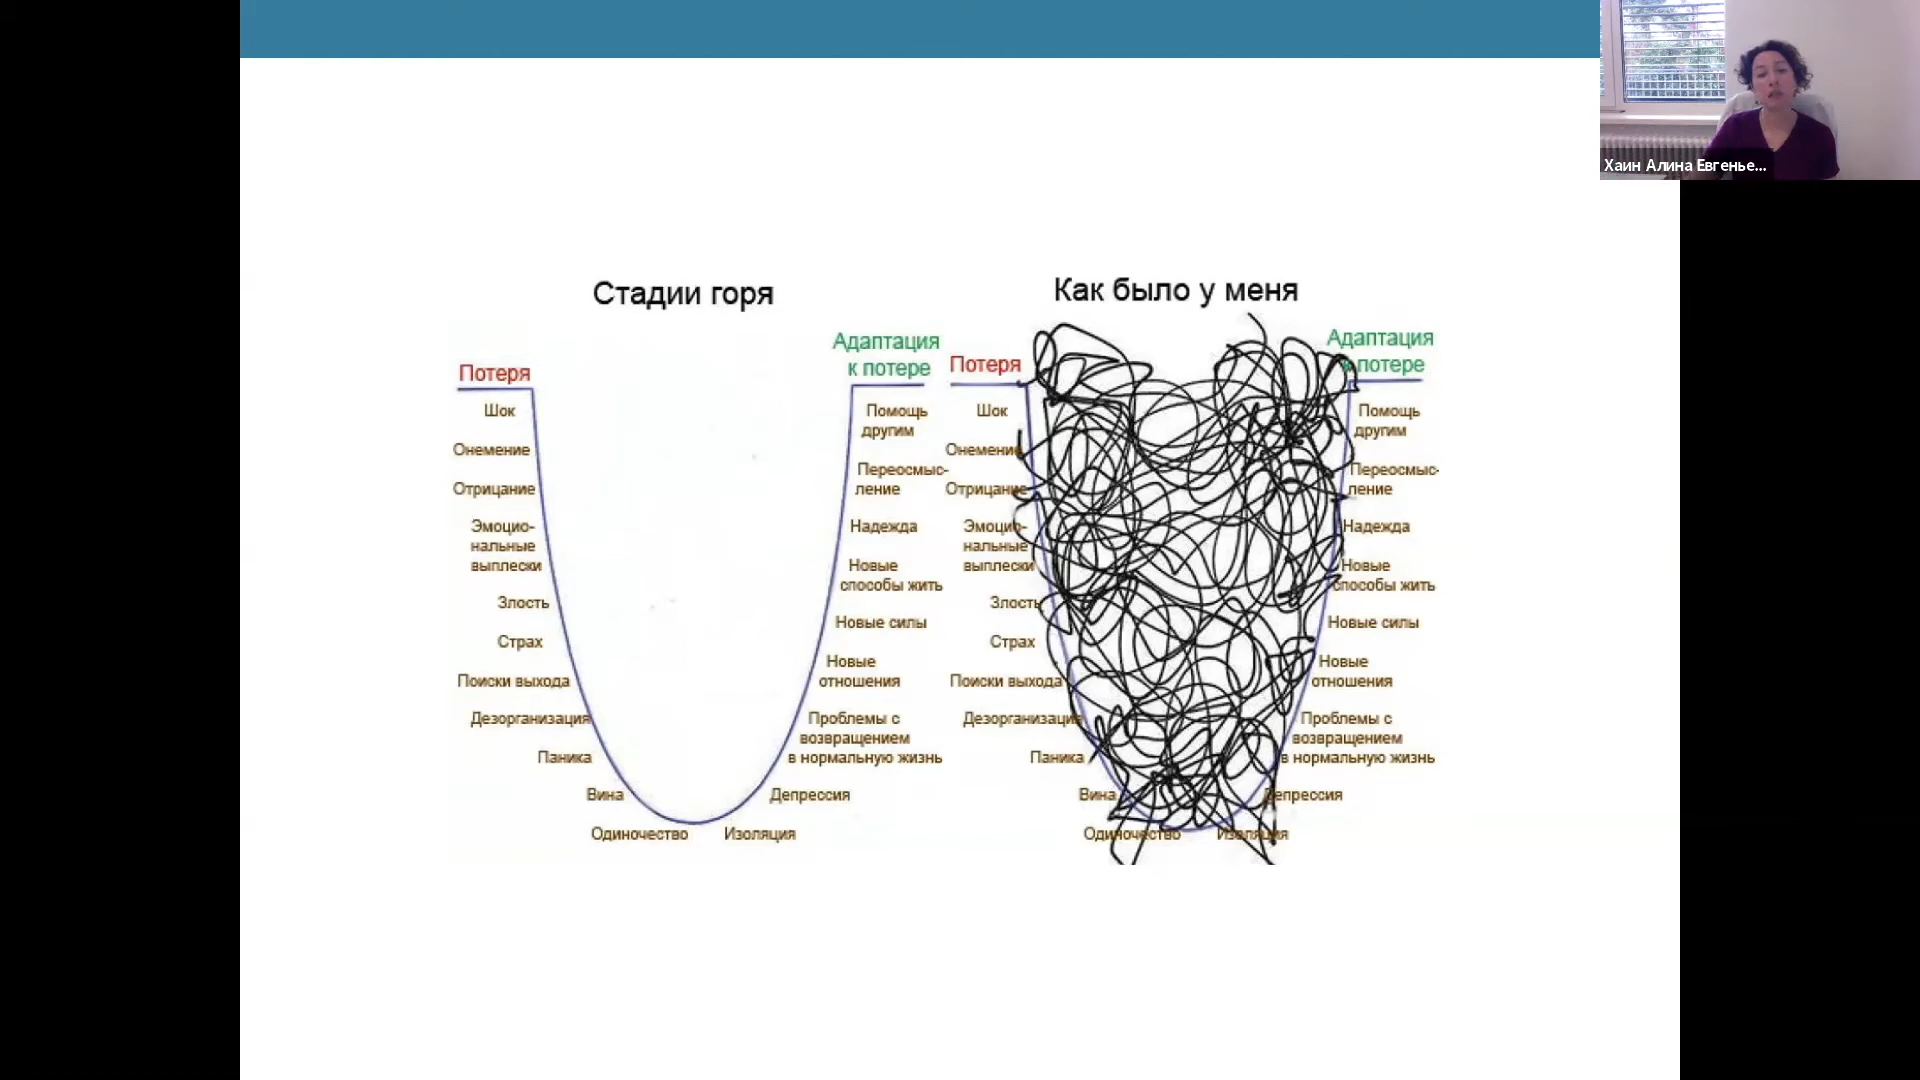 Хаин Алина Евгенье...
Стадии горя
Потеря
Шок
Онемение
Отрицание
Эмоцио-
нальные
выплески
Злость
Страх
Поиски выхода
Дезорганизация
Паника
Вина
Одиночество
Изоляция
Депрессия
Проблемы с
возвращением
в нормальную жизнь
Новые
отношения
Новые силы
Новые
способы жить
Надежда
Переосмыс-
ление
Помощь
другим
Адаптация
к потере
Как было у меня
Потеря
Шок
Онемение
Отрицание
Эмоцио-
нальные
выплески
Злость
Страх
Поиски выхода
Дезорганизация
Паника
Вина
Одиночество
Изоляция
Депрессия
Проблемы с
возвращением
в нормальную жизнь
Новые
отношения
Новые силы
Новые
способы жить
Надежда
Переосмыс-
ление
Помощь
другим
Адаптация
к потере